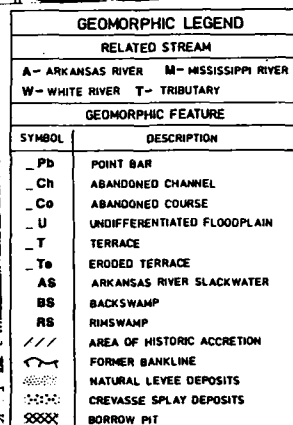 GEOMORPHIC LEGEND
RELATED STREAM
A- ARKANSAS RIVER M- MISSISSIPPI RIVER
W- WHITE RIVER T- TRIBUTARY
GEOMORPHIC FEATURE
SYMBOL DESCRIPTION
_Pb POINT BAR
_Ch ABANDONED CHANNEL
_Co ABANDONED COURSE
_U UNDIFFERENTIATED FLOODPLAIN
_T TERRACE
_Te ERODED TERRACE
AS ARKANSAS RIVER SLACKWATER
BS BACKSWAMP
RS RIMSWAMP
AREA OF HISTORIC ACCRETION
FORMER BANKLINE
NATURAL LEVEE DEPOSITS
CREVASSE SPLAY DEPOSITS
BORROW PIT